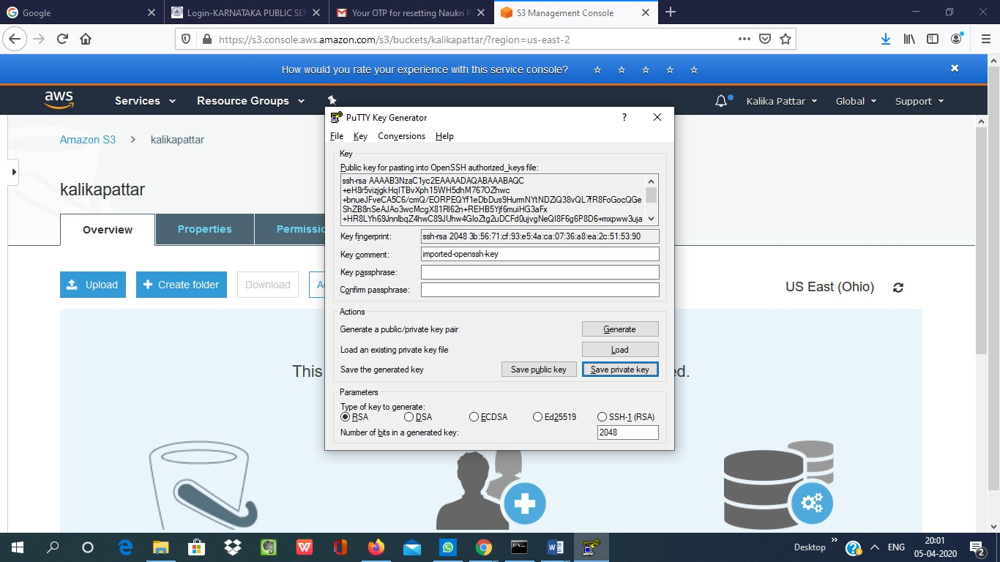 Google
Login-KARNATAKA PUBLIC SER
Your OTP for resetting Naukri P
S3 Management Console
https://s3.console.aws.amazon.com/s3/buckets/kalikapattar/?region=us-east-2
How would you rate your experience with this service console?
aws Services Resource Groups Kalika Pattar Global Support
Amazon S3 > kalikapattar
kalikapattar
Overview Properties Permissio
Upload Create folder Download A
US East (Ohio)
This
ed.
PuTTY Key Generator
File Key Conversions Help
Key
Public key for pasting into OpenSSH authorized_keys file:
ssh-rsa AAAAB3NzaC1yc2EAAAADAQABAAABAQC
+eH8r5vizjgkHqITBvXph15WH5dhM767OZhwc
+bnueJFveCA5C6/cmQ/EORPEQYf1eDbDus9HumNYtNDZiQ38vQL7fR8FoGocQGe
ShZB8nSeAJAo3wcMcgX81Rl62n+REHB5Yjf6muiHG3aFx
+HR8LYh69JnnlbqZ4hwC89JUhw4GloZtg2uDCFd0ujvgNeQI8F6g6P8D6+mxpww3uja
Key fingerprint: ssh-rsa 2048 3b:56:71:cf:93:e5:4a:ca:07:36:a8:ea:2c:51:53:90
Key comment: imported-openssh-key
Key passphrase:
Confirm passphrase:
Actions
Generate a public/private key pair Generate
Load an existing private key file Load
Save the generated key Save public key Save private key
Parameters
Type of key to generate:
RSA DSA ECDSA Ed25519 SSH-1 (RSA)
Number of bits in a generated key: 2048
Desktop ENG 20:01
05-04-2020
2